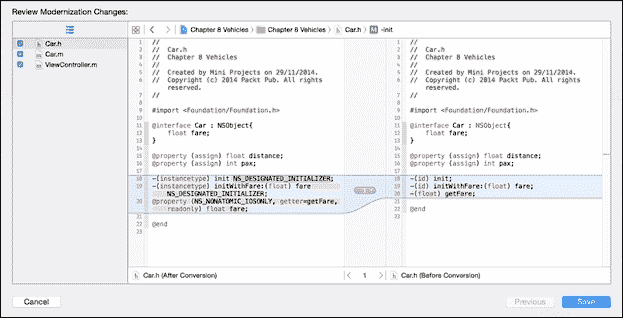 Review Modernization Changes:
Chapter 8 Vehicles Chapter 8 Vehicles Car.h -init
Car.h
Car.m
ViewController.m
1 //
2 // Car.h
3 // Chapter 8 Vehicles
4 //
5 // Created by Mini Projects on 29/11/2014.
6 // Copyright (c) 2014 Packt Pub. All rights
reserved.
7 //
8
9 #import <Foundation/Foundation.h>
10
11 @interface Car : NSObject{
12 float fare;
13 }
14
15 @property (assign) float distance;
16 @property (assign) int pax;
17
18 -(instancetype) init NS_DESIGNATED_INITIALIZER;
19 -(instancetype) initWithFare:(float) fare
NS_DESIGNATED_INITIALIZER;
20 @property (NS_NONATOMIC_IOSONLY, getter=getFare,
readonly) float fare;
21
22 @end
23
1 //
2 // Car.h
3 // Chapter 8 Vehicles
4 //
5 // Created by Mini Projects on 29/11/2014.
6 // Copyright (c) 2014 Packt Pub. All rights
reserved.
7 //
8
9 #import <Foundation/Foundation.h>
10
11 @interface Car : NSObject{
12 float fare;
13 }
14
15 @property (assign) float distance;
16 @property (assign) int pax;
17
18 -(id) init;
19 -(id) initWithFare:(float) fare;
20 -(float) getFare;
21
22 @end
23
Car.h (After Conversion)
1
Car.h (Before Conversion)
Cancel
Previous
Save